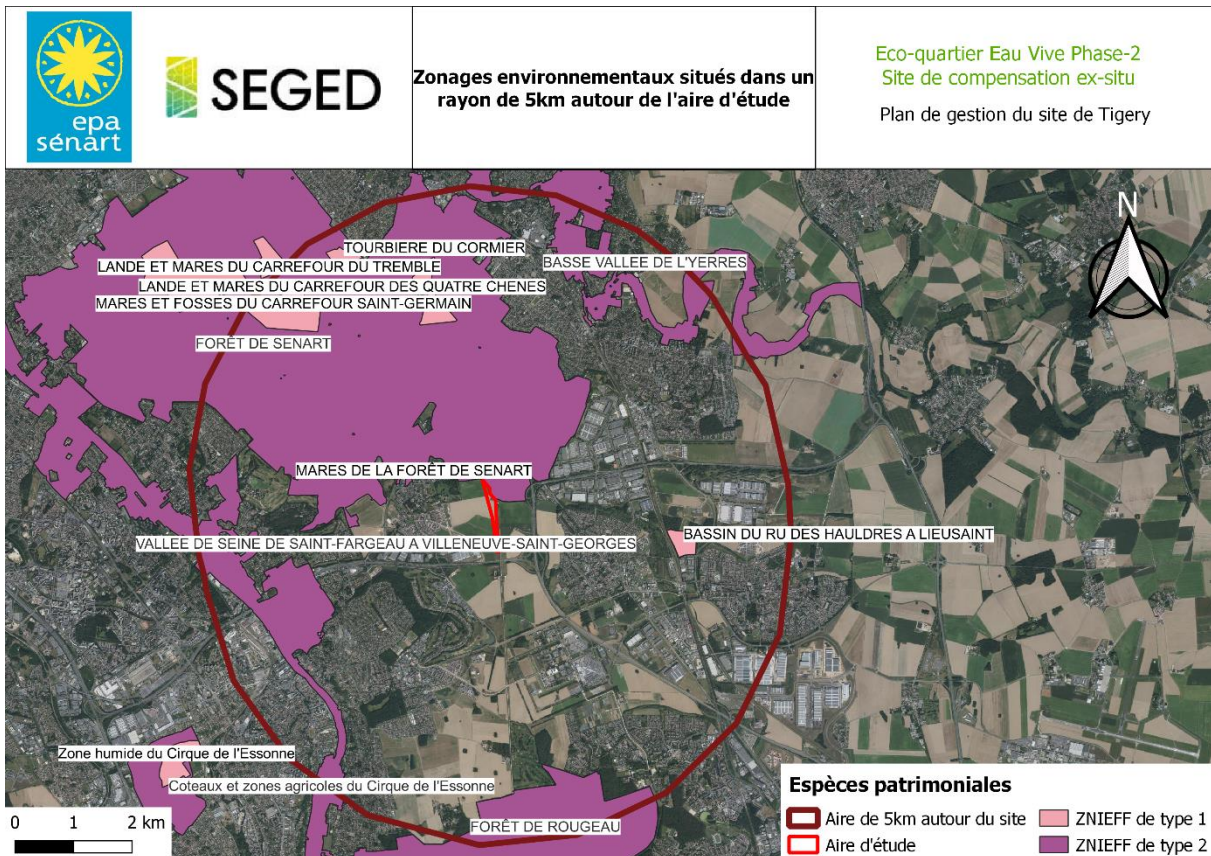 epa
sénart
SEGED
Zonages environnementaux situés dans un
rayon de 5km autour de l'aire d'étude
Eco-quartier Eau Vive Phase-2
Site de compensation ex-situ
Plan de gestion du site de Tigery
N
TOURBIERE DU CORMIER
BASSE VALLEE DE L'YERRES
LANDE ET MARES DU CARREFOUR DU TREMBLE
LANDE ET MARES DU CARREFOUR DES QUATRE CHENES
MARES ET FOSSES DU CARREFOUR SAINT-GERMAIN
FORÊT DE SENART
MARES DE LA FORÊT DE SENART
VALLEE DE SEINE DE SAINT-FARGEAU A VILLENEUVE-SAINT-GEORGES
BASSIN DU RU DES HAULDRES A LIEUSAINT
Zone humide du Cirque de l'Essonne
Coteaux et zones agricoles du Cirque de l'Essonne
FORÊT DE ROUGEAU
0 1 2 km
Espèces patrimoniales
Aire de 5km autour du site
Aire d'étude
ZNIEFF de type 1
ZNIEFF de type 2